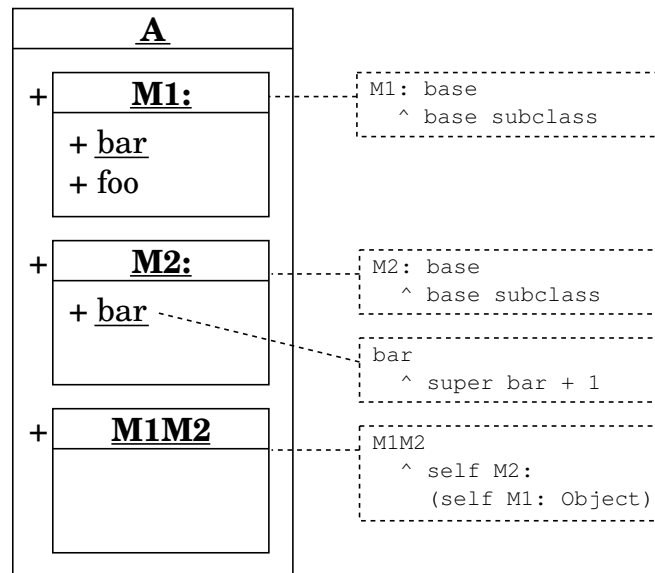 A
+ M1:
+ bar
+ foo
M1: base
^ base subclass
+ M2:
+ bar
M2: base
^ base subclass
bar
^ super bar + 1
+ M1M2
M1M2
^ self M2:
(self M1: Object)